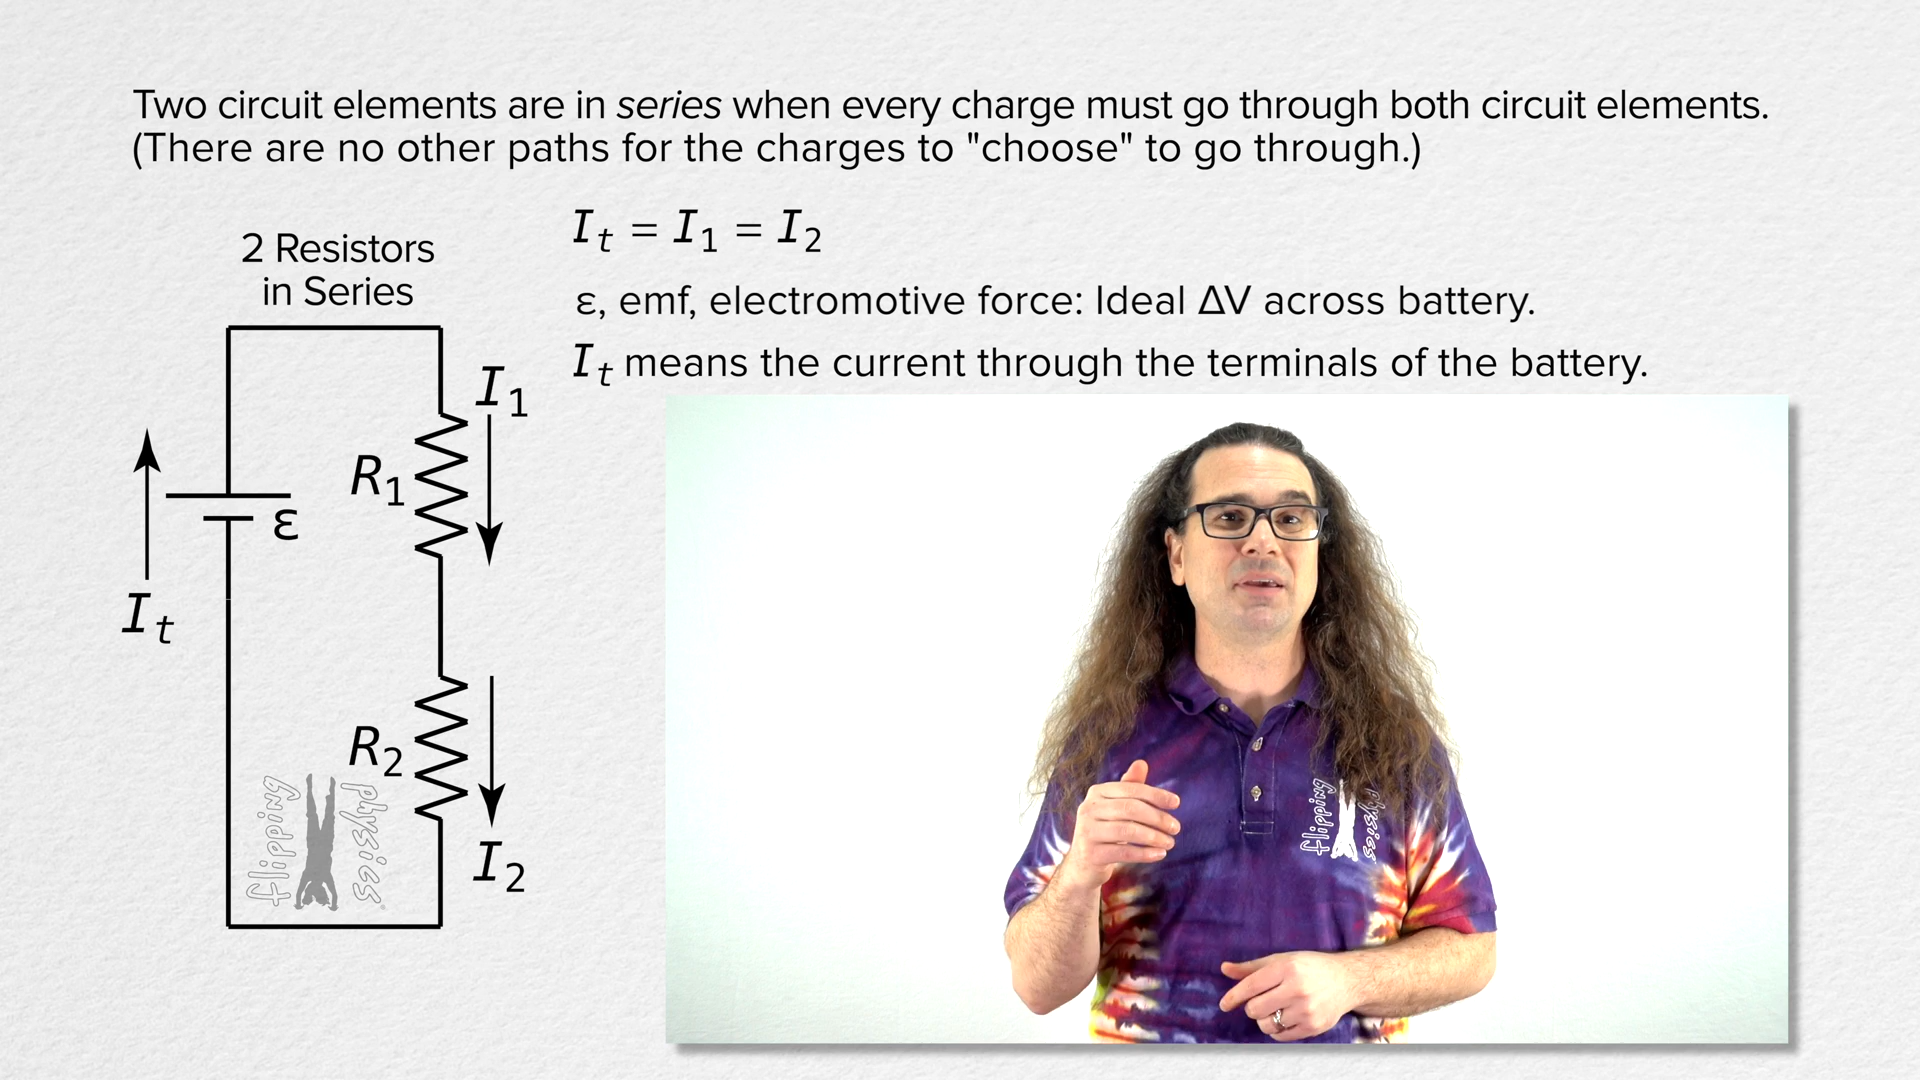 Two circuit elements are in series when every charge must go through both circuit elements.
(There are no other paths for the charges to "choose" to go through.)
2 Resistors
in Series
I₁
R₁
ε
Iₜ
R₂
I₂
flipping physics
Iₜ = I₁ = I₂
ε, emf, electromotive force: Ideal ΔV across battery.
Iₜ means the current through the terminals of the battery.
flipping physics